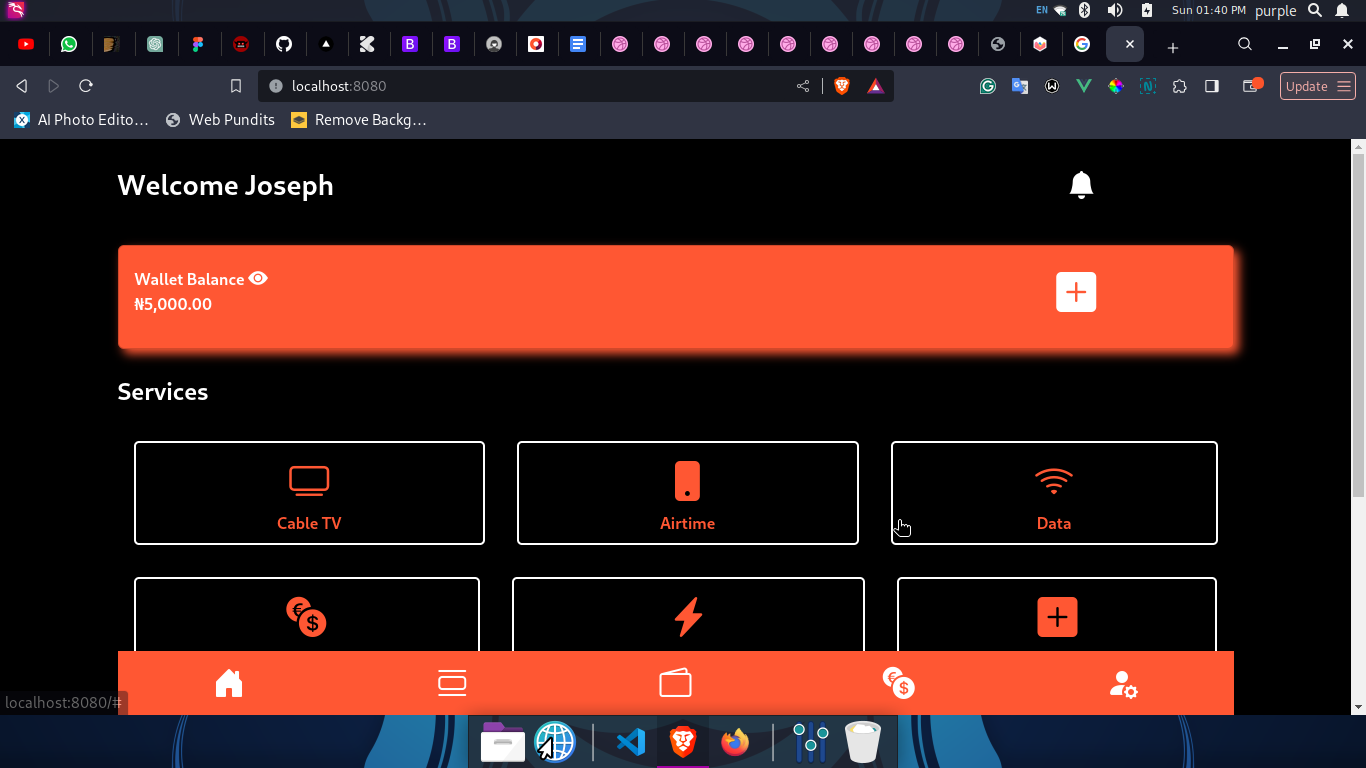 EN Sun 01:40 PM purple
localhost:8080
Update
AI Photo Edito…
Web Pundits
Remove Backg…
Welcome Joseph
Wallet Balance
₦5,000.00
Services
Cable TV
Airtime
Data
localhost:8080/#